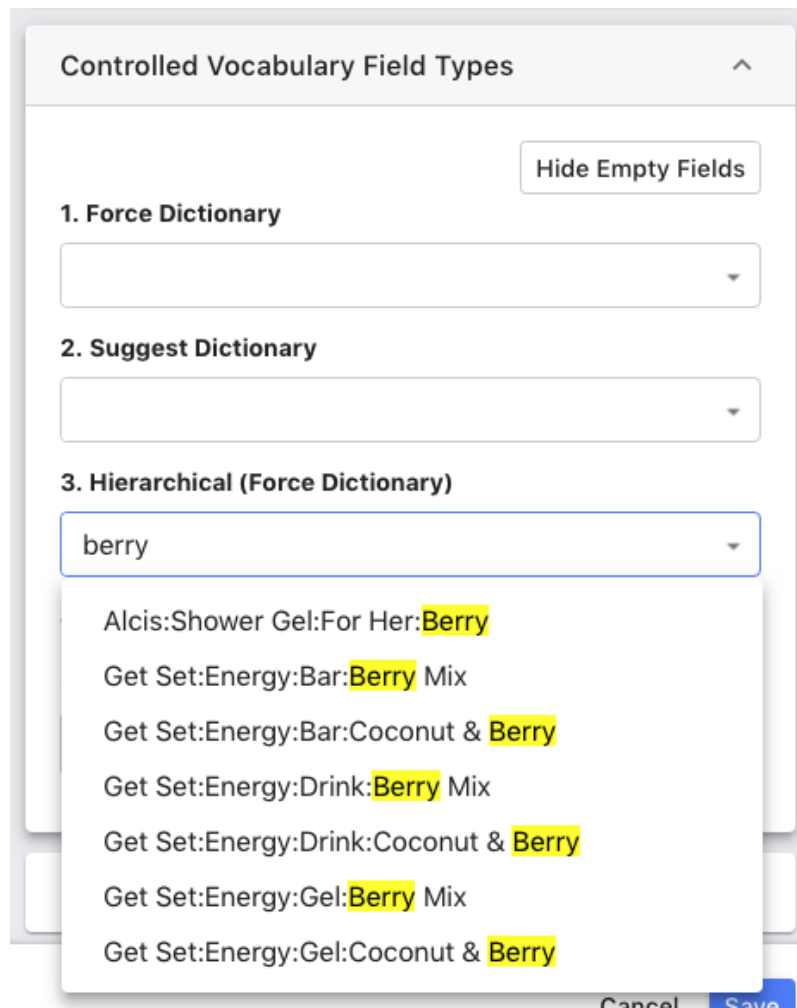 Controlled Vocabulary Field Types
Hide Empty Fields
1. Force Dictionary
2. Suggest Dictionary
3. Hierarchical (Force Dictionary)
berry
Alcis:Shower Gel:For Her:Berry
Get Set:Energy:Bar:Berry Mix
Get Set:Energy:Bar:Coconut & Berry
Get Set:Energy:Drink:Berry Mix
Get Set:Energy:Drink:Coconut & Berry
Get Set:Energy:Gel:Berry Mix
Get Set:Energy:Gel:Coconut & Berry
Cancel
Save